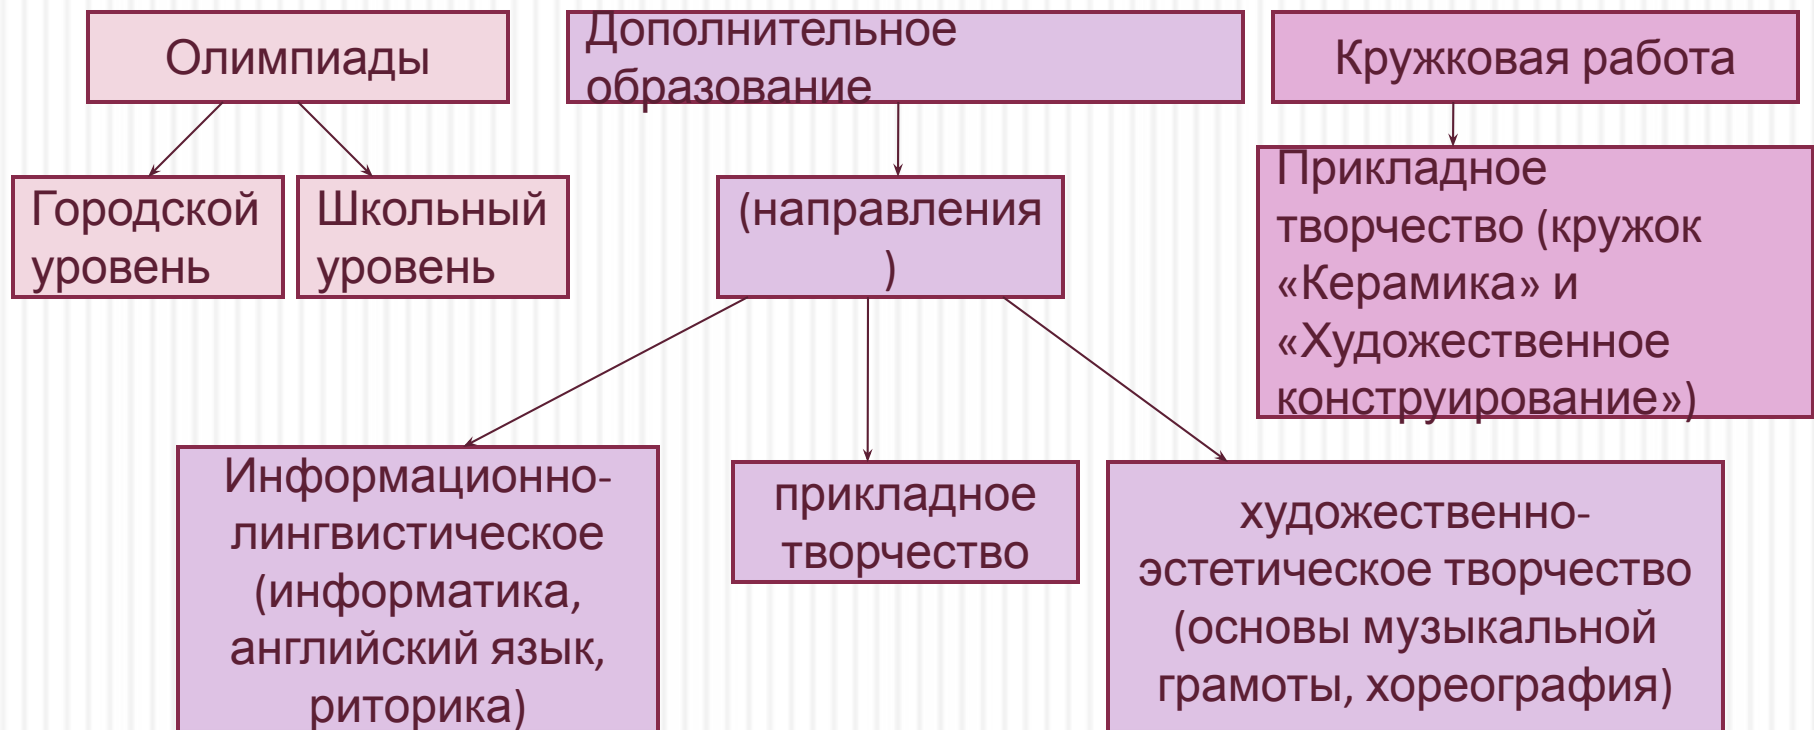 Олимпиады
Дополнительное
образование
Кружковая работа
Городской
уровень
Школьный
уровень
(направления
)
Прикладное
творчество (кружок
«Керамика» и
«Художественное
конструирование»)
Информационно-
лингвистическое
(информатика,
английский язык,
риторика)
прикладное
творчество
художественно-
эстетическое творчество
(основы музыкальной
грамоты, хореография)